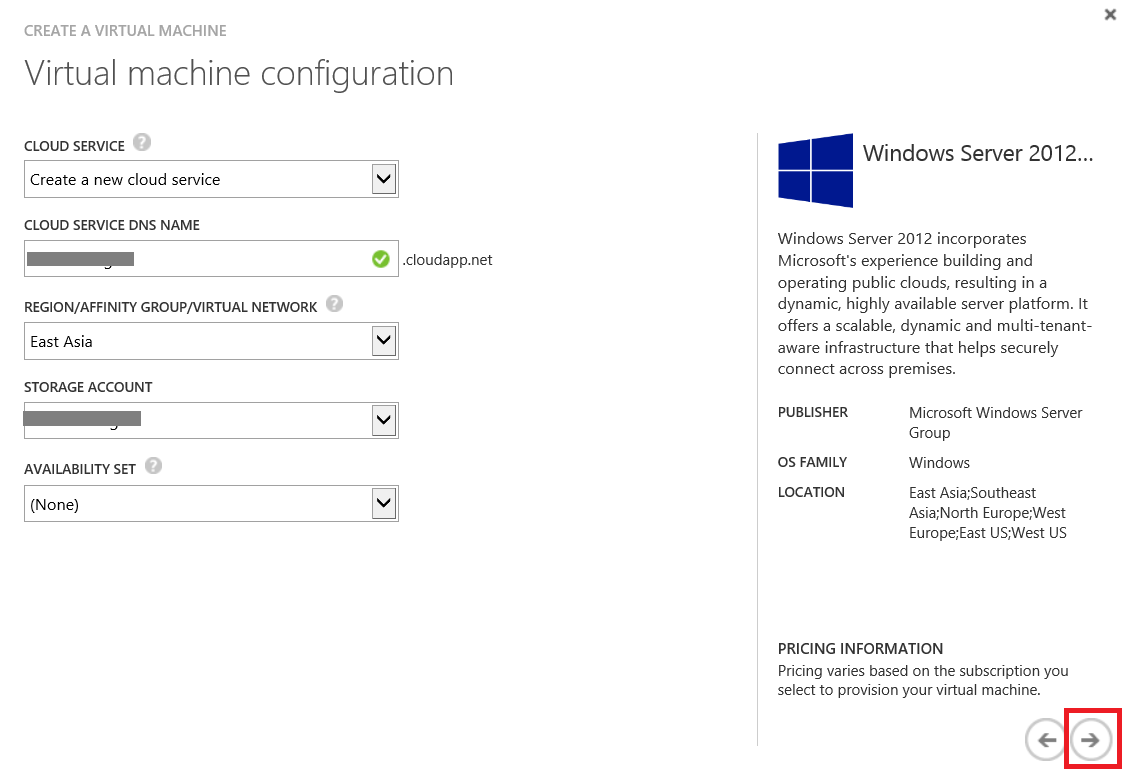 CREATE A VIRTUAL MACHINE
Virtual machine configuration
CLOUD SERVICE ?
Create a new cloud service
CLOUD SERVICE DNS NAME
.cloudapp.net
REGION/AFFINITY GROUP/VIRTUAL NETWORK ?
East Asia
STORAGE ACCOUNT
AVAILABILITY SET ?
(None)
Windows Server 2012...
Windows Server 2012 incorporates
Microsoft's experience building and
operating public clouds, resulting in a
dynamic, highly available server platform. It
offers a scalable, dynamic and multi-tenant-
aware infrastructure that helps securely
connect across premises.
PUBLISHER Microsoft Windows Server
Group
OS FAMILY Windows
LOCATION East Asia;Southeast
Asia;North Europe;West
Europe;East US;West US
PRICING INFORMATION
Pricing varies based on the subscription you
select to provision your virtual machine.